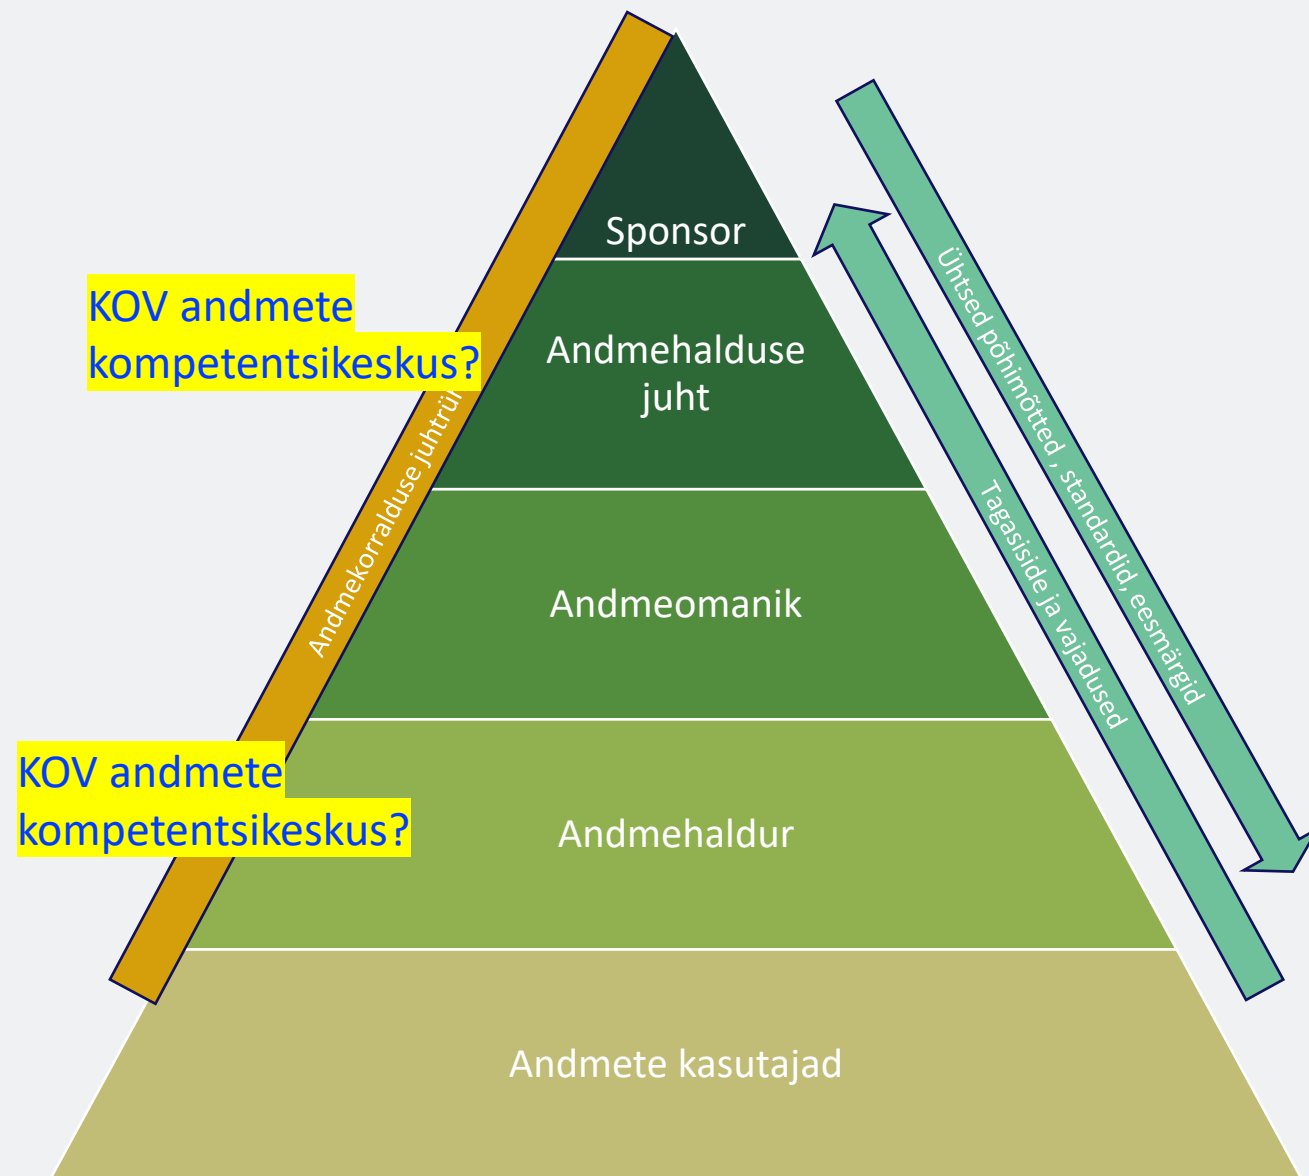 Sponsor
KOV andmete
kompetentsikeskus?
Andmehalduse
juht
Andmekorralduse
Andmeomanik
KOV andmete
kompetentsikeskus?
Andmehaldur
Andmete kasutajad
Ühtsed põhimõtted , standardid, eesmärgid
Tagasiside ja vajadused